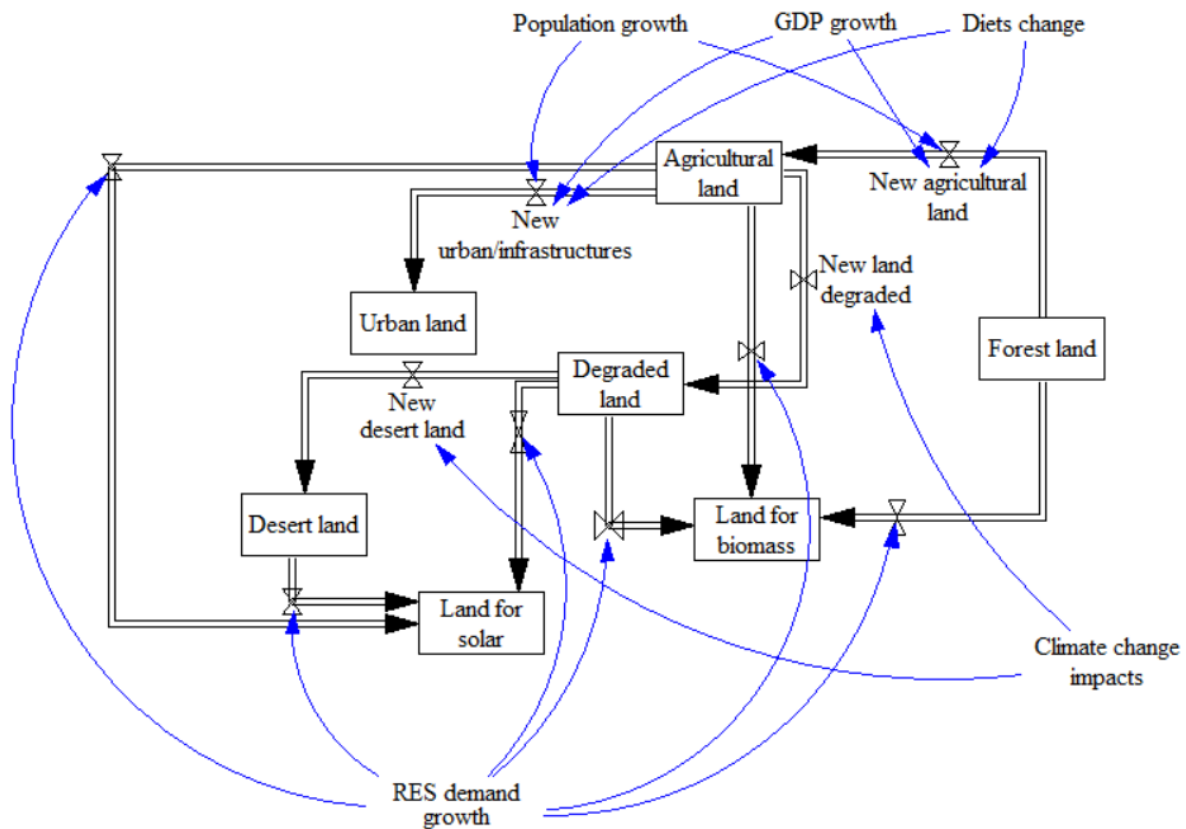 Population growth
GDP growth
Diets change
Agricultural
land
New agricultural
land
New
urban/infrastructures
New land
degraded
Urban land
Forest land
Degraded
land
New
desert land
Desert land
Land for
biomass
Land for
solar
Climate change
impacts
RES demand
growth